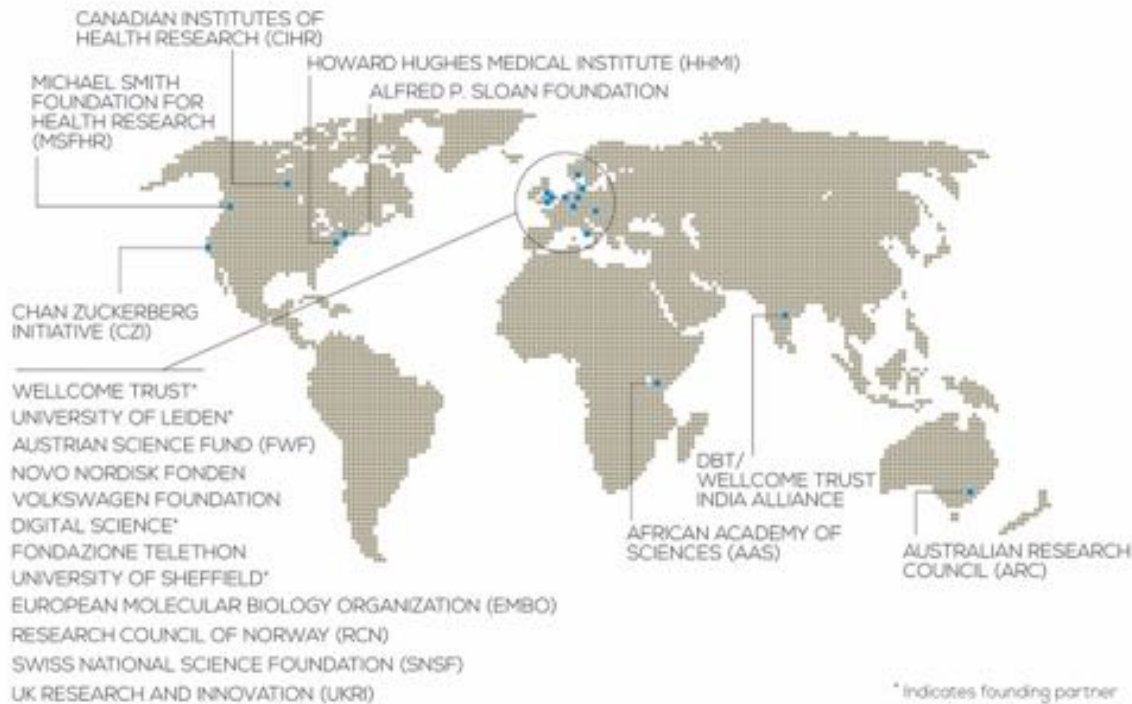 CANADIAN INSTITUTES OF
HEALTH RESEARCH (CIHR)
HOWARD HUGHES MEDICAL INSTITUTE (HHMI)
ALFRED P. SLOAN FOUNDATION
MICHAEL SMITH
FOUNDATION FOR
HEALTH RESEARCH
(MSFHR)
CHAN ZUCKERBERG
INITIATIVE (CZI)
WELLCOME TRUST*
UNIVERSITY OF LEIDEN*
AUSTRIAN SCIENCE FUND (FWF)
NOVO NORDISK FONDEN
VOLKSWAGEN FOUNDATION
DIGITAL SCIENCE*
FONDAZIONE TELETHON
UNIVERSITY OF SHEFFIELD*
EUROPEAN MOLECULAR BIOLOGY ORGANIZATION (EMBO)
RESEARCH COUNCIL OF NORWAY (RCN)
SWISS NATIONAL SCIENCE FOUNDATION (SNSF)
UK RESEARCH AND INNOVATION (UKRI)
DBT/
WELLCOME TRUST
INDIA ALLIANCE
AFRICAN ACADEMY OF
SCIENCES (AAS)
AUSTRALIAN RESEARCH
COUNCIL (ARC)
* Indicates founding partner